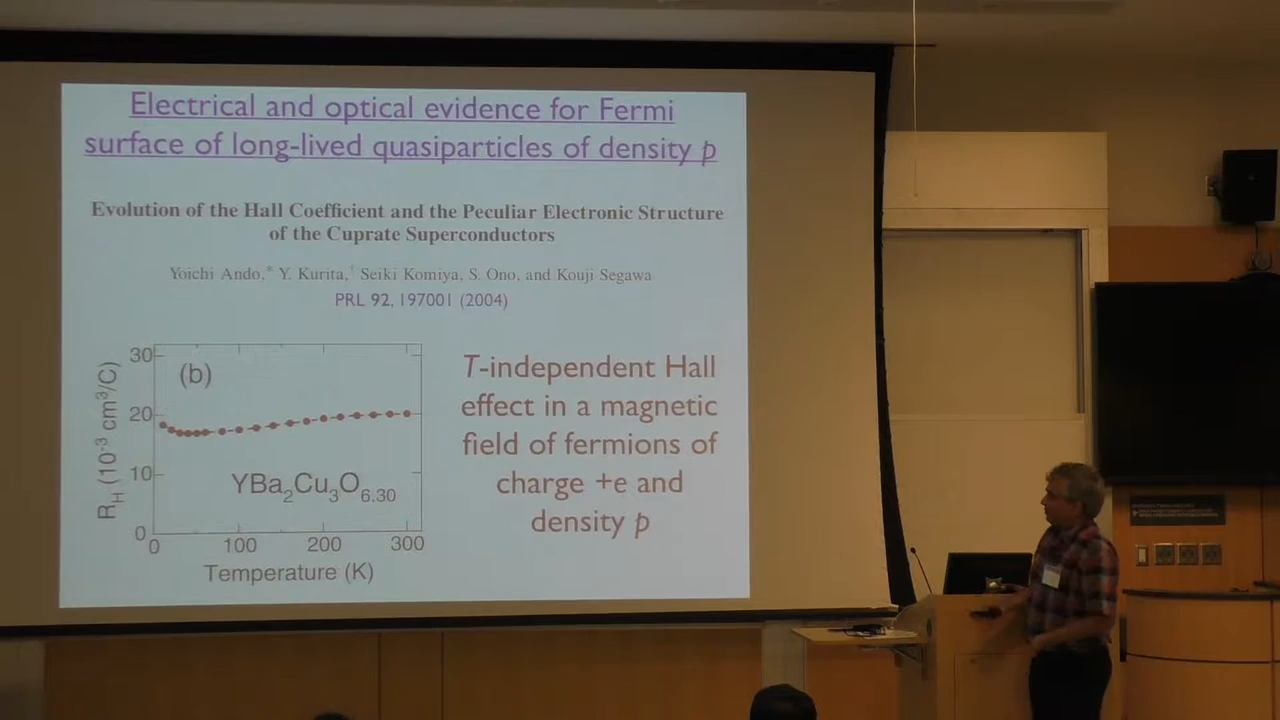 Electrical and optical evidence for Fermi
surface of long-lived quasiparticles of density p
Evolution of the Hall Coefficient and the Peculiar Electronic Structure
of the Cuprate Superconductors
Yoichi Ando,* Y. Kurita,† Seiki Komiya, S. Ono, and Kouji Segawa
PRL 92, 197001 (2004)
(b)
R_H (10^-3 cm^3/C)
30
20
10
0
YBa₂Cu₃O₆.₃₀
0 100 200 300
Temperature (K)
T-independent Hall
effect in a magnetic
field of fermions of
charge +e and
density p